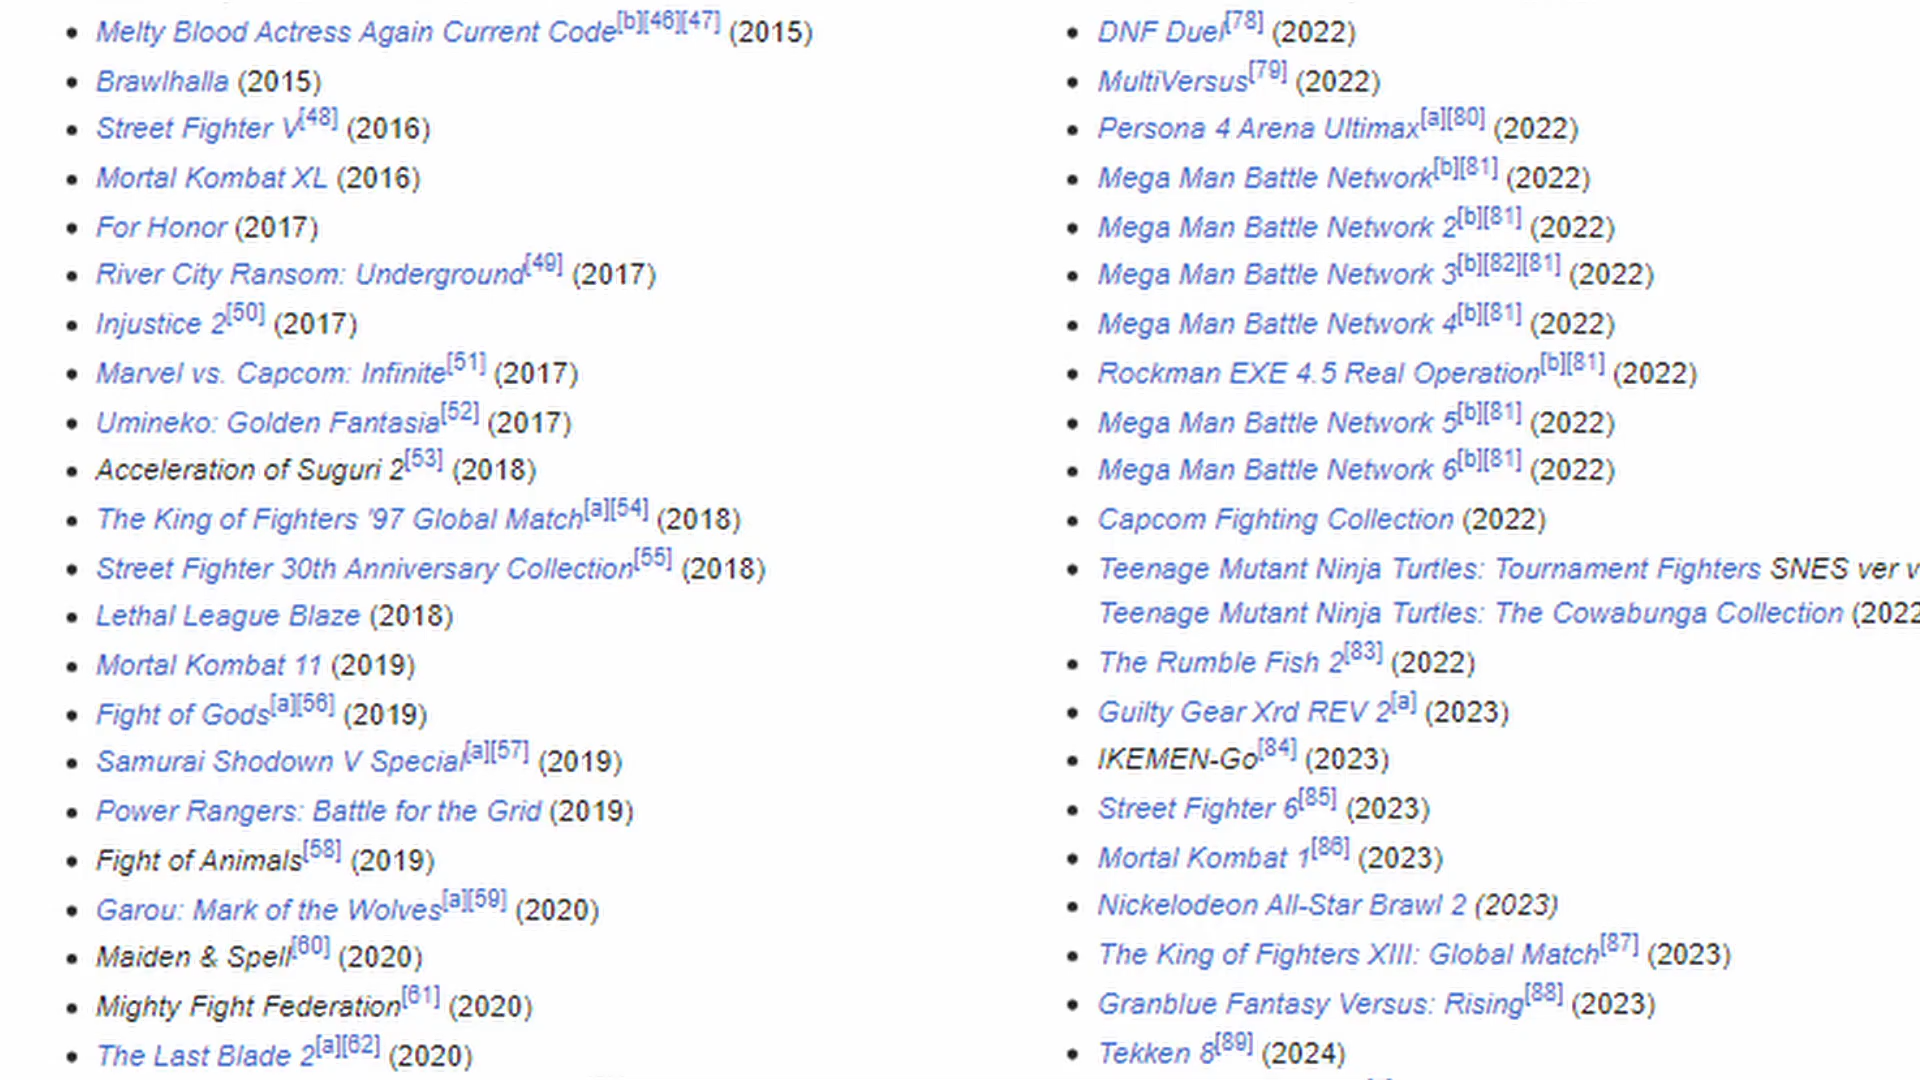 Melty Blood Actress Again Current Code[b][46][47] (2015)
Brawlhalla (2015)
Street Fighter V[48] (2016)
Mortal Kombat XL (2016)
For Honor (2017)
River City Ransom: Underground[49] (2017)
Injustice 2[50] (2017)
Marvel vs. Capcom: Infinite[51] (2017)
Umineko: Golden Fantasia[52] (2017)
Acceleration of Suguri 2[53] (2018)
The King of Fighters '97 Global Match[a][54] (2018)
Street Fighter 30th Anniversary Collection[55] (2018)
Lethal League Blaze (2018)
Mortal Kombat 11 (2019)
Fight of Gods[a][56] (2019)
Samurai Shodown V Special[a][57] (2019)
Power Rangers: Battle for the Grid (2019)
Fight of Animals[58] (2019)
Garou: Mark of the Wolves[a][59] (2020)
Maiden & Spell[60] (2020)
Mighty Fight Federation[61] (2020)
The Last Blade 2[a][62] (2020)
DNF Duel[78] (2022)
MultiVersus[79] (2022)
Persona 4 Arena Ultimax[a][80] (2022)
Mega Man Battle Network[b][81] (2022)
Mega Man Battle Network 2[b][81] (2022)
Mega Man Battle Network 3[b][82][81] (2022)
Mega Man Battle Network 4[b][81] (2022)
Rockman EXE 4.5 Real Operation[b][81] (2022)
Mega Man Battle Network 5[b][81] (2022)
Mega Man Battle Network 6[b][81] (2022)
Capcom Fighting Collection (2022)
Teenage Mutant Ninja Turtles: Tournament Fighters SNES ver v
Teenage Mutant Ninja Turtles: The Cowabunga Collection (2022
The Rumble Fish 2[83] (2022)
Guilty Gear Xrd REV 2[a] (2023)
IKEMEN-Go[84] (2023)
Street Fighter 6[85] (2023)
Mortal Kombat 1[86] (2023)
Nickelodeon All-Star Brawl 2 (2023)
The King of Fighters XIII: Global Match[87] (2023)
Granblue Fantasy Versus: Rising[88] (2023)
Tekken 8[89] (2024)